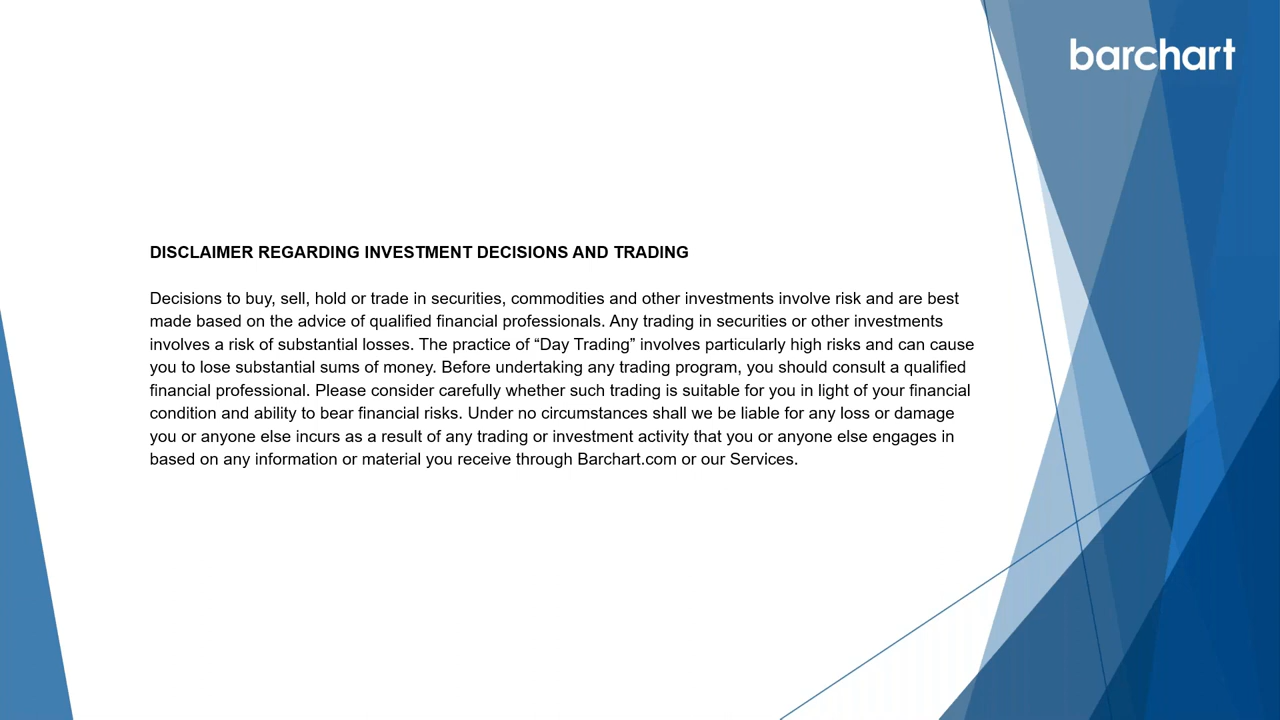 barchart
DISCLAIMER REGARDING INVESTMENT DECISIONS AND TRADING
Decisions to buy, sell, hold or trade in securities, commodities and other investments involve risk and are best
made based on the advice of qualified financial professionals. Any trading in securities or other investments
involves a risk of substantial losses. The practice of “Day Trading” involves particularly high risks and can cause
you to lose substantial sums of money. Before undertaking any trading program, you should consult a qualified
financial professional. Please consider carefully whether such trading is suitable for you in light of your financial
condition and ability to bear financial risks. Under no circumstances shall we be liable for any loss or damage
you or anyone else incurs as a result of any trading or investment activity that you or anyone else engages in
based on any information or material you receive through Barchart.com or our Services.